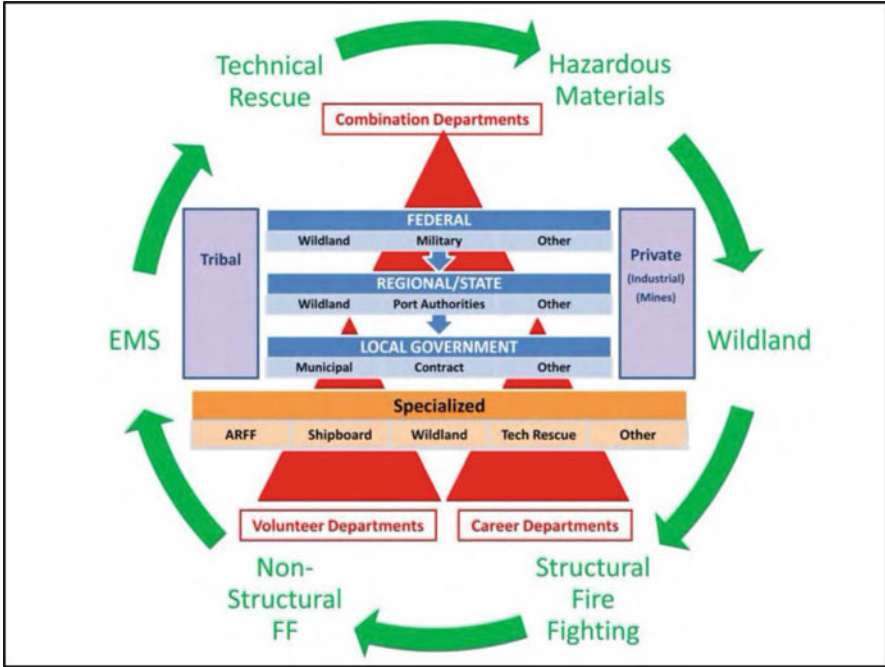 Technical
Rescue
Hazardous
Materials
Combination Departments
Tribal
FEDERAL
Wildland Military Other
REGIONAL/STATE
Wildland Port Authorities Other
LOCAL GOVERNMENT
Municipal Contract Other
Private
(Industrial)
(Mines)
EMS
Wildland
Specialized
ARFF Shipboard Wildland Tech Rescue Other
Volunteer Departments
Career Departments
Non-
Structural
FF
Structural
Fire
Fighting